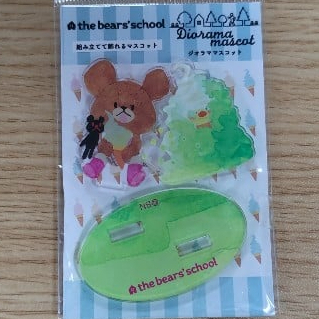 the bears' school
組み立てて飾れるマスコット
Diorama
mascot
ジオラママスコット
the bears' school